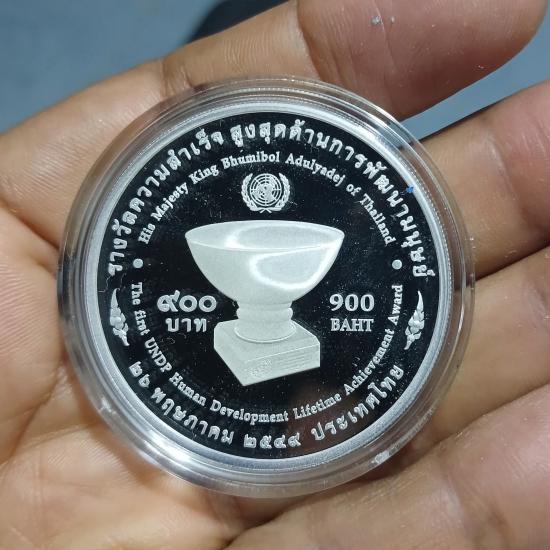 รางวัลความสำเร็จ สูงสุดด้านการพัฒนามนุษย์
His Majesty King Bhumibol Adulyadej of Thailand
๙๐๐
บาท
900
BAHT
The first UNDP Human Development Lifetime Achievement Award
๒๖ พฤษภาคม ๒๕๔๙ ประเทศไทย